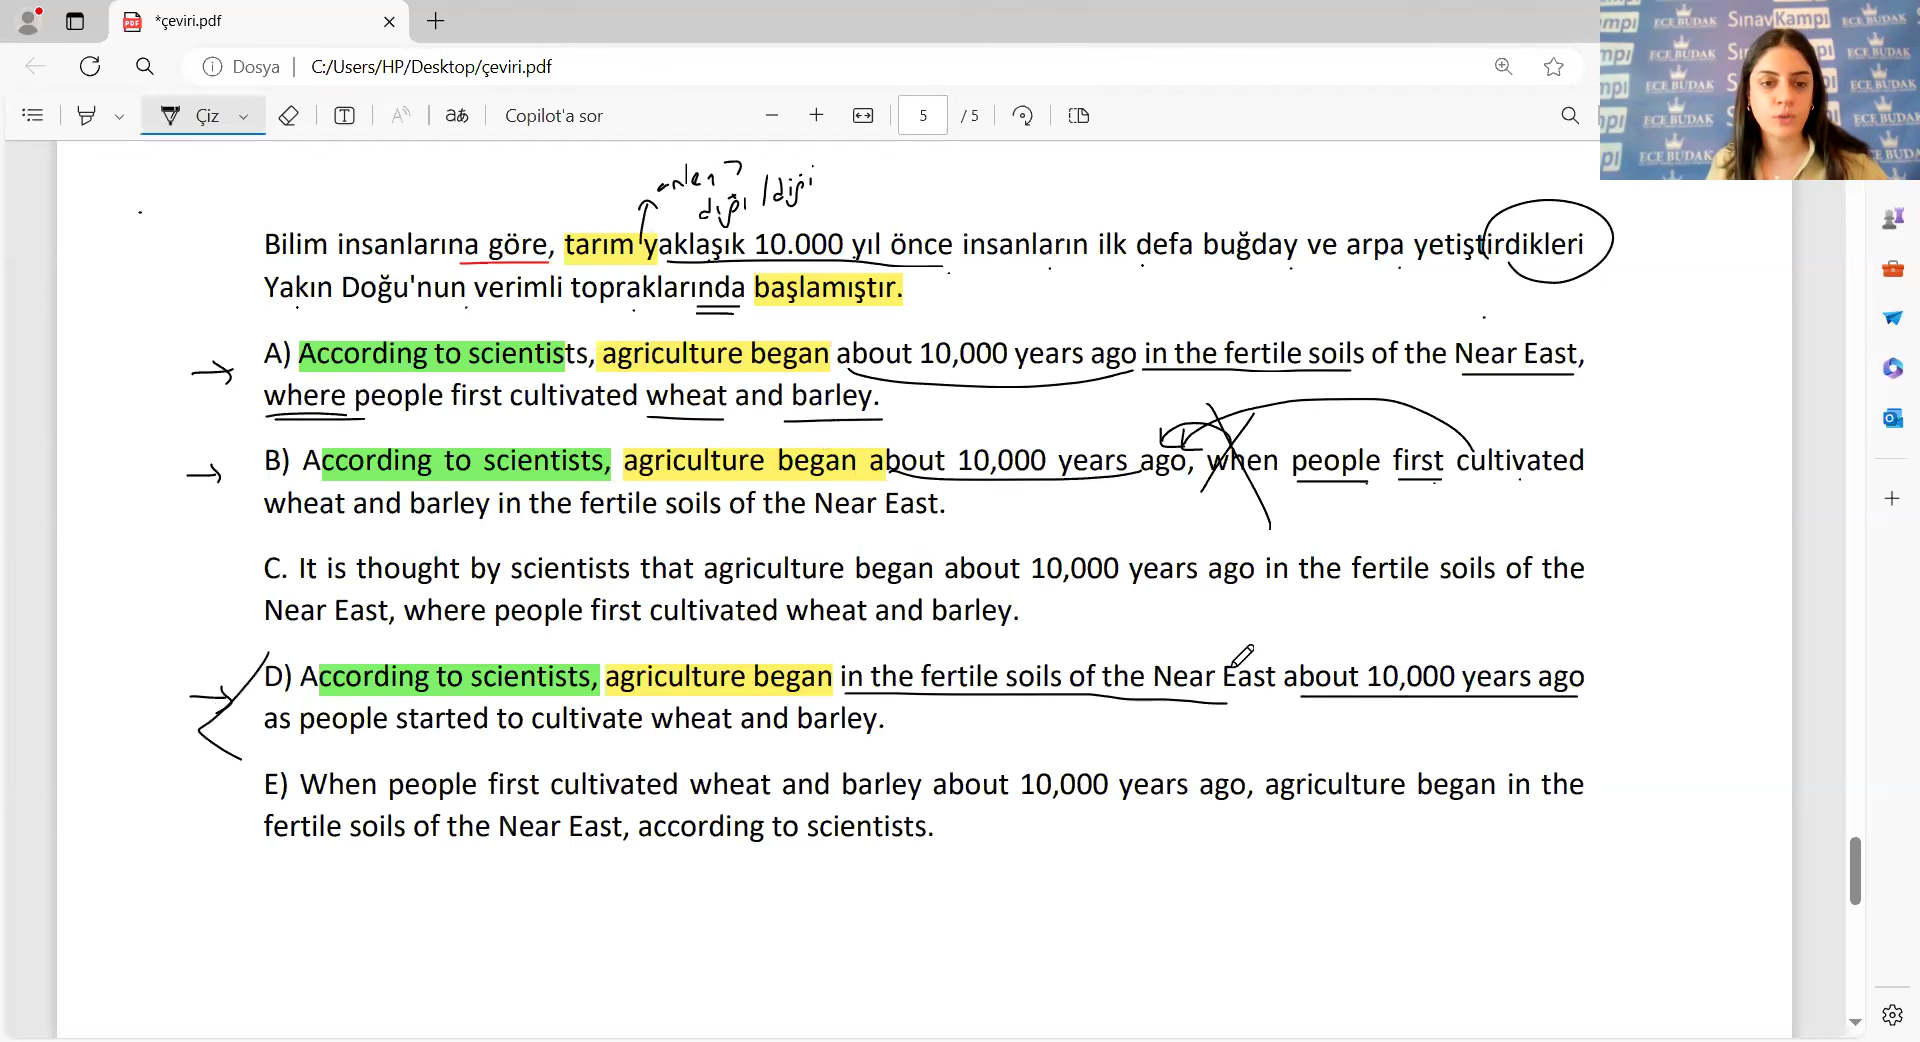 *çeviri.pdf
Dosya C:/Users/HP/Desktop/çeviri.pdf
Çiz
aあ
Copilot'a sor
5 / 5
SınavKampı
ECE BUDAK
Bilim insanlarına göre, tarım yaklaşık 10.000 yıl önce insanların ilk defa buğday ve arpa yetiştirdikleri
Yakın Doğu'nun verimli topraklarında başlamıştır.
A) According to scientists, agriculture began about 10,000 years ago in the fertile soils of the Near East,
where people first cultivated wheat and barley.
B) According to scientists, agriculture began about 10,000 years ago, when people first cultivated
wheat and barley in the fertile soils of the Near East.
C. It is thought by scientists that agriculture began about 10,000 years ago in the fertile soils of the
Near East, where people first cultivated wheat and barley.
D) According to scientists, agriculture began in the fertile soils of the Near East about 10,000 years ago
as people started to cultivate wheat and barley.
E) When people first cultivated wheat and barley about 10,000 years ago, agriculture began in the
fertile soils of the Near East, according to scientists.